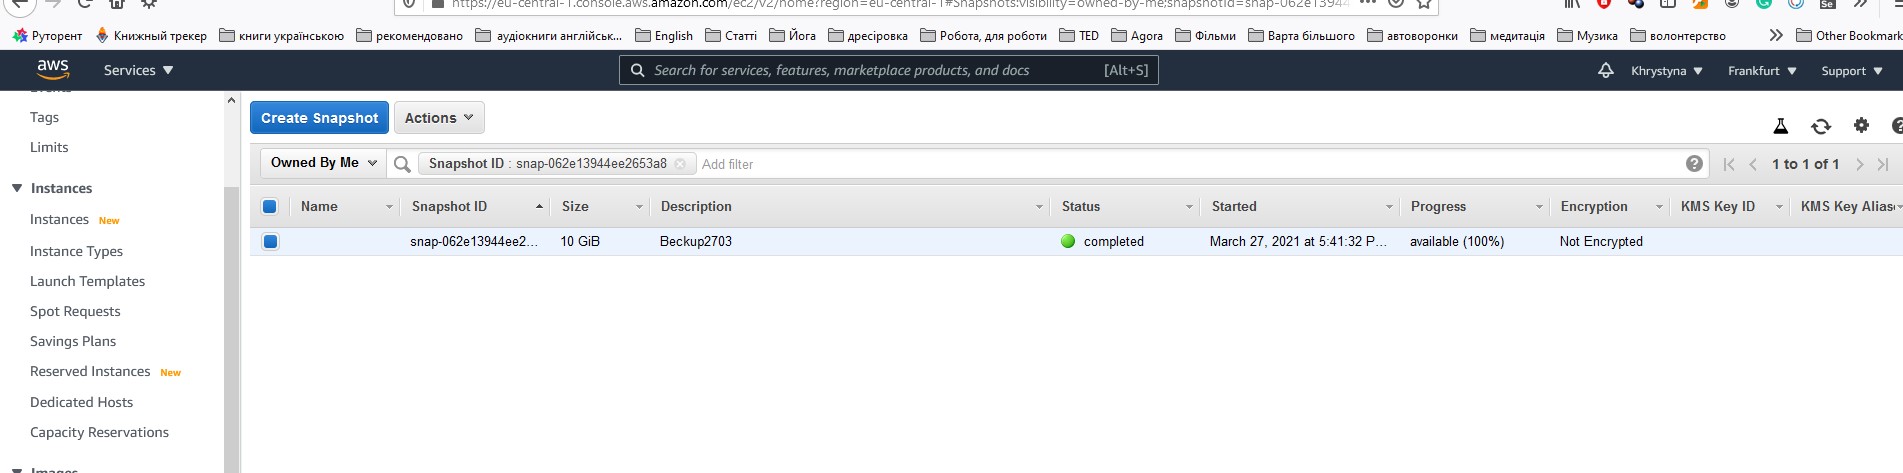 https://eu-central-1.console.aws.amazon.com/ec2/v2/home?region=eu-central-1#Snapshots:visibility=owned-by-me;snapshotId=snap-062e13944
Руторент Книжный трекер книги українською рекомендовано аудіокниги англійськ... English Статті Йога дресіровка Робота, для роботи TED Agora Фільми Варта більшого автоворонки медитація Музика волонтерство Other Bookmark
aws Services Search for services, features, marketplace products, and docs [Alt+S] Khrystyna Frankfurt Support
Events
Tags
Limits
Instances
Instances New
Instance Types
Launch Templates
Spot Requests
Savings Plans
Reserved Instances New
Dedicated Hosts
Capacity Reservations
Images
Create Snapshot Actions
Owned By Me Snapshot ID : snap-062e13944ee2653a8 Add filter 1 to 1 of 1
Name Snapshot ID Size Description Status Started Progress Encryption KMS Key ID KMS Key Alias
snap-062e13944ee2... 10 GiB Beckup2703 completed March 27, 2021 at 5:41:32 P... available (100%) Not Encrypted